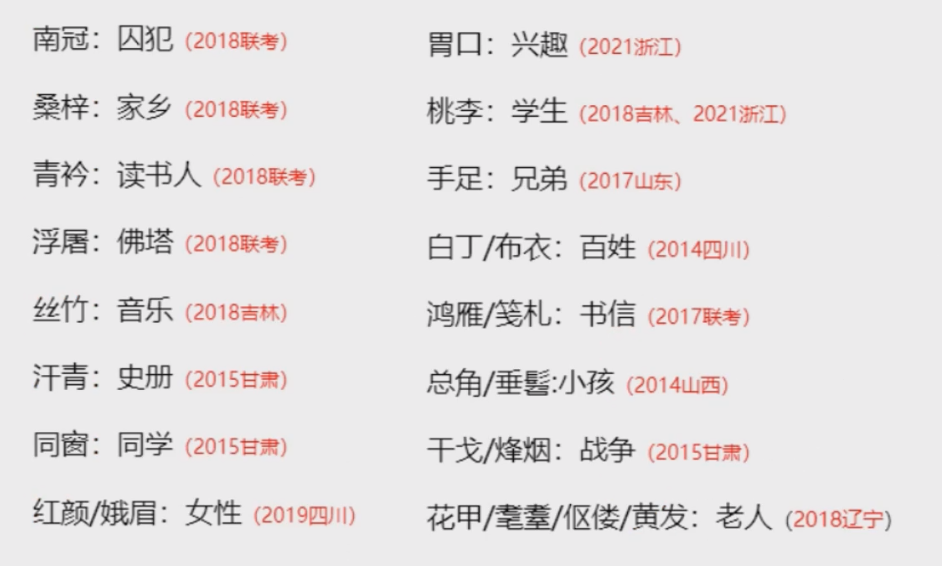 南冠：囚犯（2018联考）
桑梓：家乡（2018联考）
青衿：读书人（2018联考）
浮屠：佛塔（2018联考）
丝竹：音乐（2018吉林）
汗青：史册（2015甘肃）
同窗：同学（2015甘肃）
红颜/娥眉：女性（2019四川）
胃口：兴趣（2021浙江）
桃李：学生（2018吉林、2021浙江）
手足：兄弟（2017山东）
白丁/布衣：百姓（2014四川）
鸿雁/笺札：书信（2017联考）
总角/垂髫:小孩（2014山西）
干戈/烽烟：战争（2015甘肃）
花甲/耄耋/伛偻/黄发：老人 (2018辽宁)